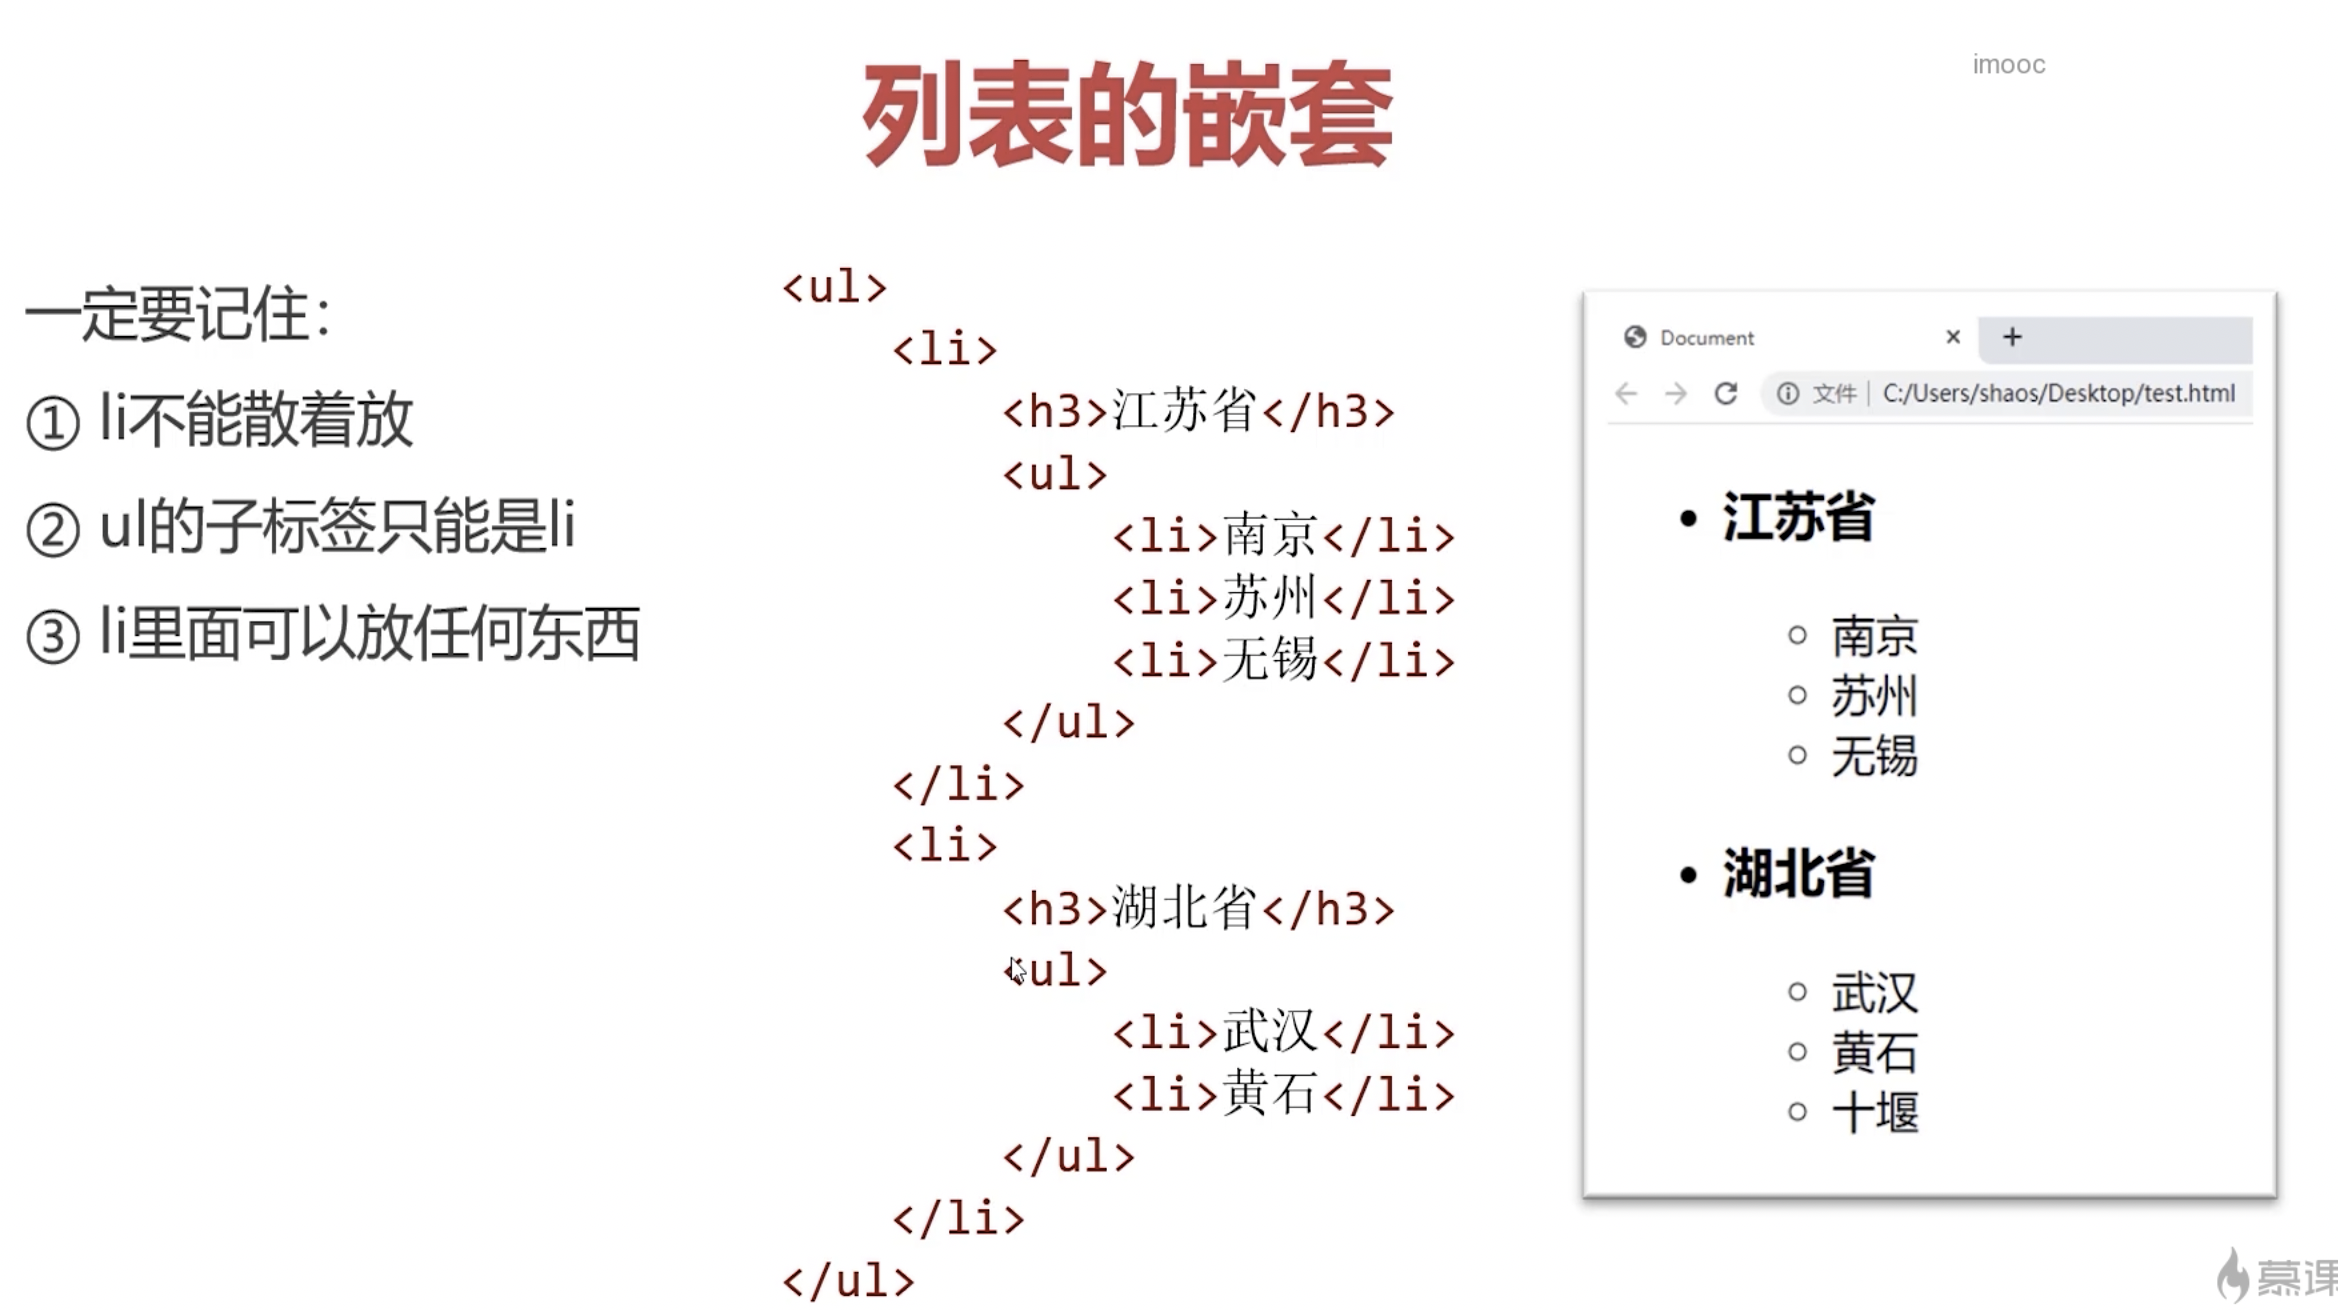 列表的嵌套
imooc
一定要记住：
① li不能散着放
② ul的子标签只能是li
③ li里面可以放任何东西
<ul>
<li>
<h3>江苏省</h3>
<ul>
<li>南京</li>
<li>苏州</li>
<li>无锡</li>
</ul>
</li>
<li>
<h3>湖北省</h3>
<ul>
<li>武汉</li>
<li>黄石</li>
</ul>
</li>
</ul>
Document
文件 | C:/Users/shaos/Desktop/test.html
• 江苏省
○ 南京
○ 苏州
○ 无锡
• 湖北省
○ 武汉
○ 黄石
○ 十堰
慕课